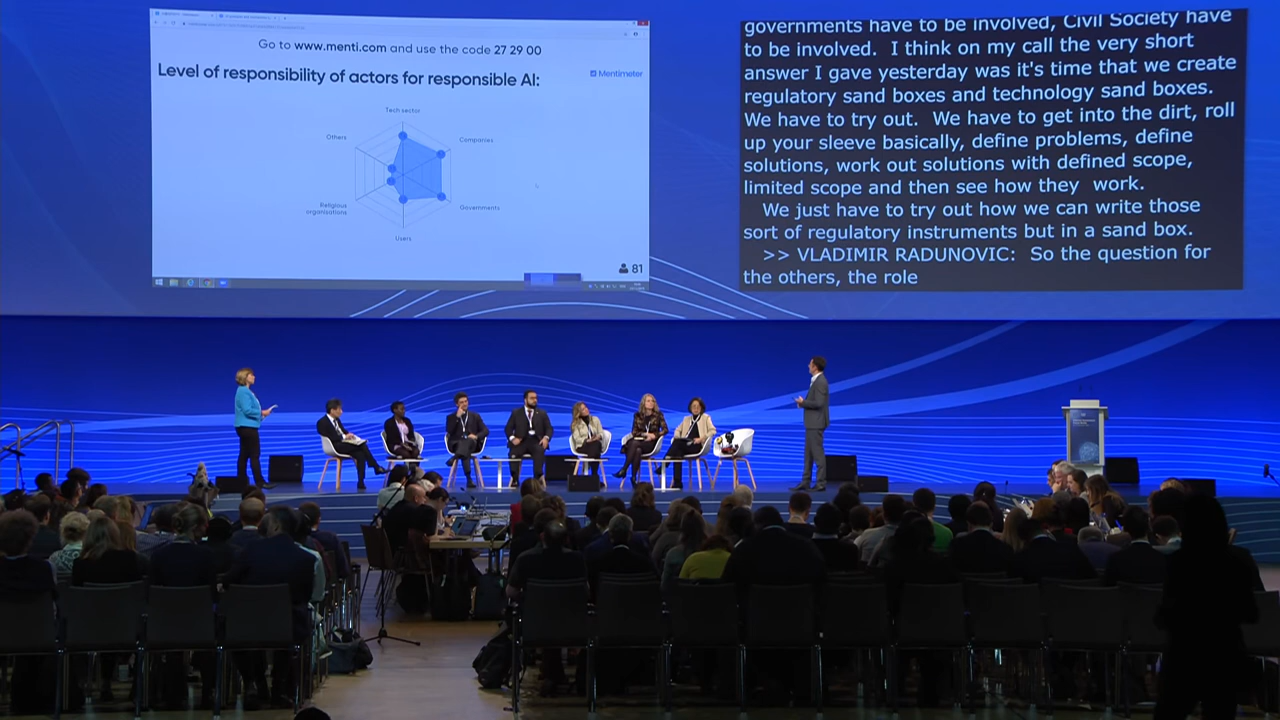 Go to www.menti.com and use the code 27 29 00
Level of responsibility of actors for responsible AI:
Mentimeter
Tech sector
Others
Companies
Religious
organisations
Governments
Users
81
governments have to be involved, Civil Society have
to be involved.  I think on my call the very short
answer I gave yesterday was it's time that we create
regulatory sand boxes and technology sand boxes.
We have to try out.  We have to get into the dirt, roll
up your sleeve basically, define problems, define
solutions, work out solutions with defined scope,
limited scope and then see how they  work.
We just have to try out how we can write those
sort of regulatory instruments but in a sand box.
>> VLADIMIR RADUNOVIC:  So the question for
the others, the role